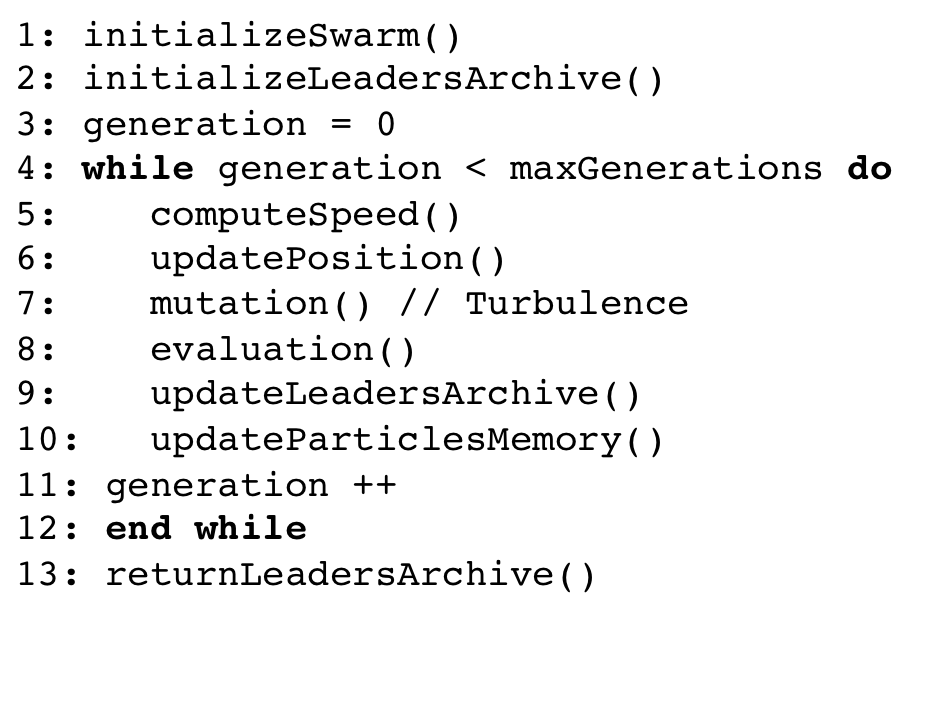 1: initializeSwarm()
2: initializeLeadersArchive()
3: generation = 0
4: while generation < maxGenerations do
5:    computeSpeed()
6:    updatePosition()
7:    mutation() // Turbulence
8:    evaluation()
9:    updateLeadersArchive()
10:   updateParticlesMemory()
11: generation ++
12: end while
13: returnLeadersArchive()